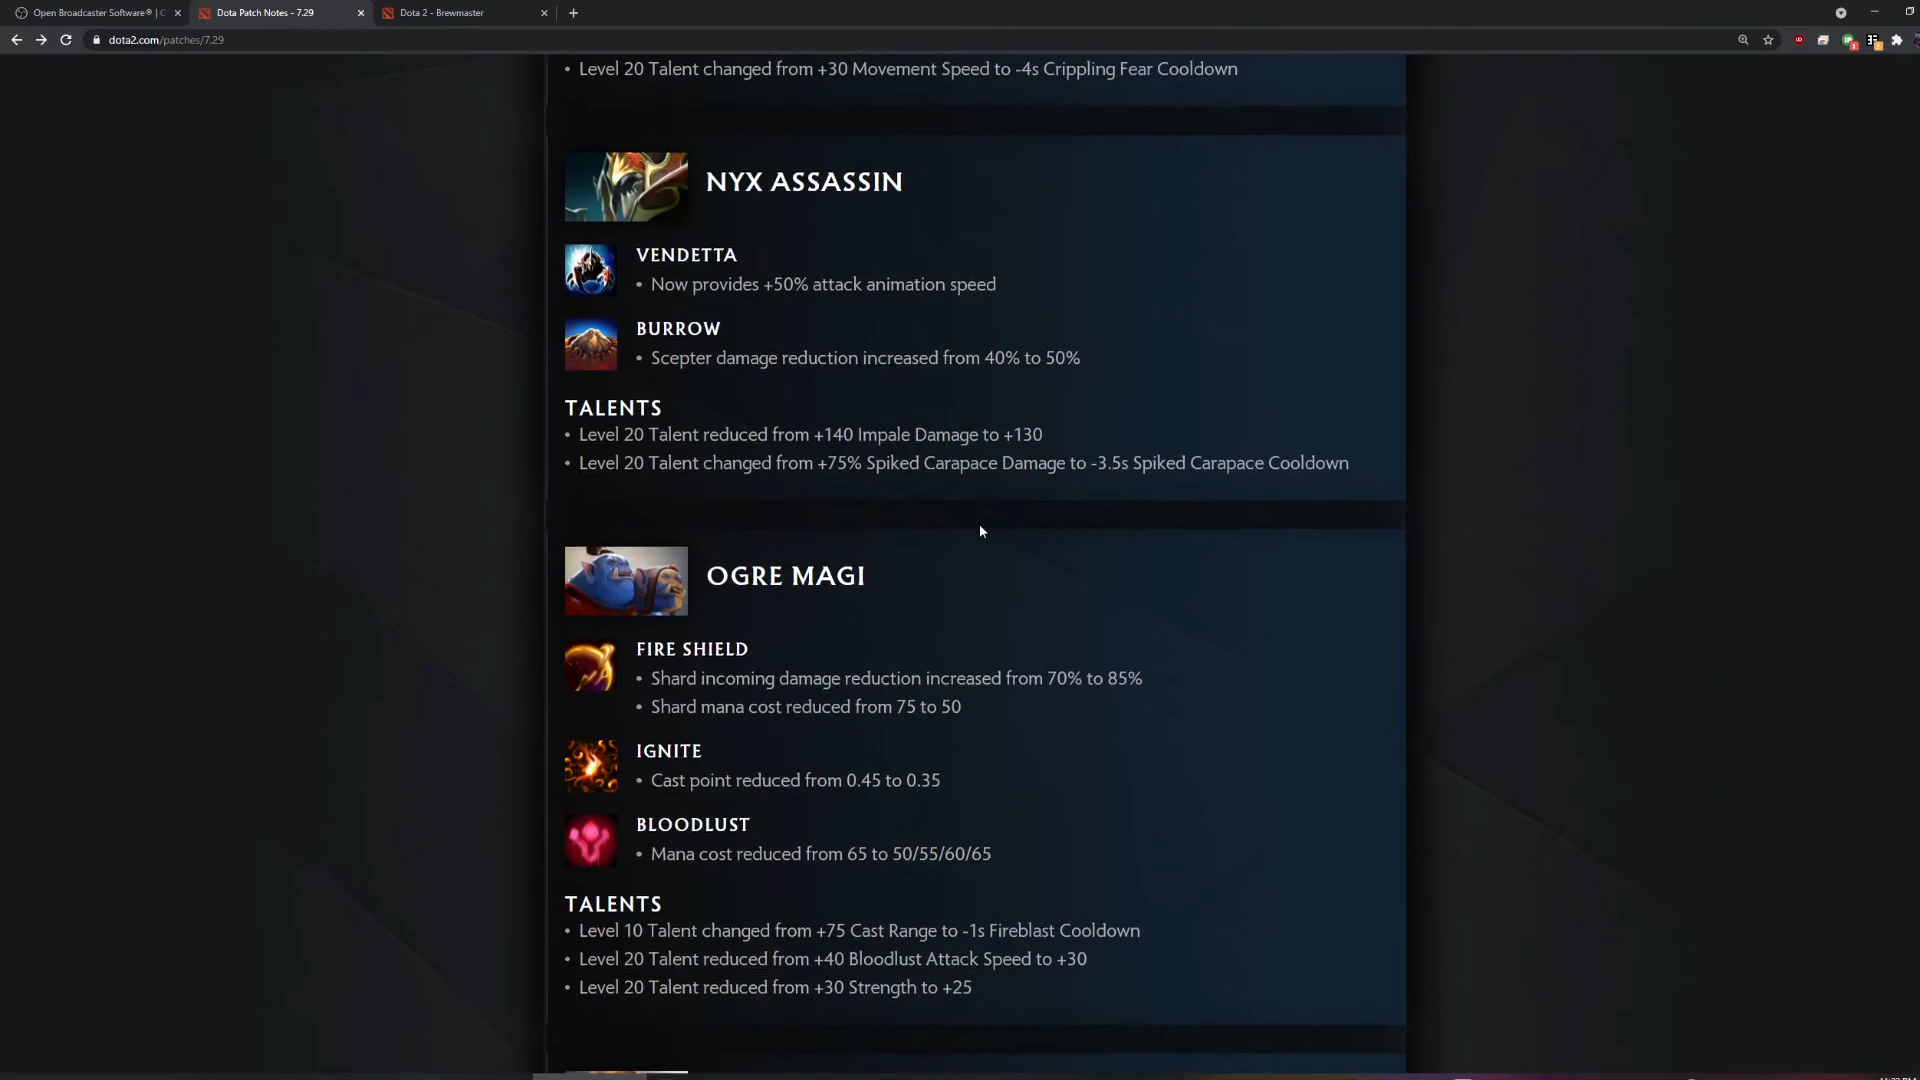 Open Broadcaster Software® |
Dota Patch Notes - 7.29
Dota 2 - Brewmaster
dota2.com/patches/7.29
• Level 20 Talent changed from +30 Movement Speed to -4s Crippling Fear Cooldown
NYX ASSASSIN
VENDETTA
• Now provides +50% attack animation speed
BURROW
• Scepter damage reduction increased from 40% to 50%
TALENTS
• Level 20 Talent reduced from +140 Impale Damage to +130
• Level 20 Talent changed from +75% Spiked Carapace Damage to -3.5s Spiked Carapace Cooldown
OGRE MAGI
FIRE SHIELD
• Shard incoming damage reduction increased from 70% to 85%
• Shard mana cost reduced from 75 to 50
IGNITE
• Cast point reduced from 0.45 to 0.35
BLOODLUST
• Mana cost reduced from 65 to 50/55/60/65
TALENTS
• Level 10 Talent changed from +75 Cast Range to -1s Fireblast Cooldown
• Level 20 Talent reduced from +40 Bloodlust Attack Speed to +30
• Level 20 Talent reduced from +30 Strength to +25